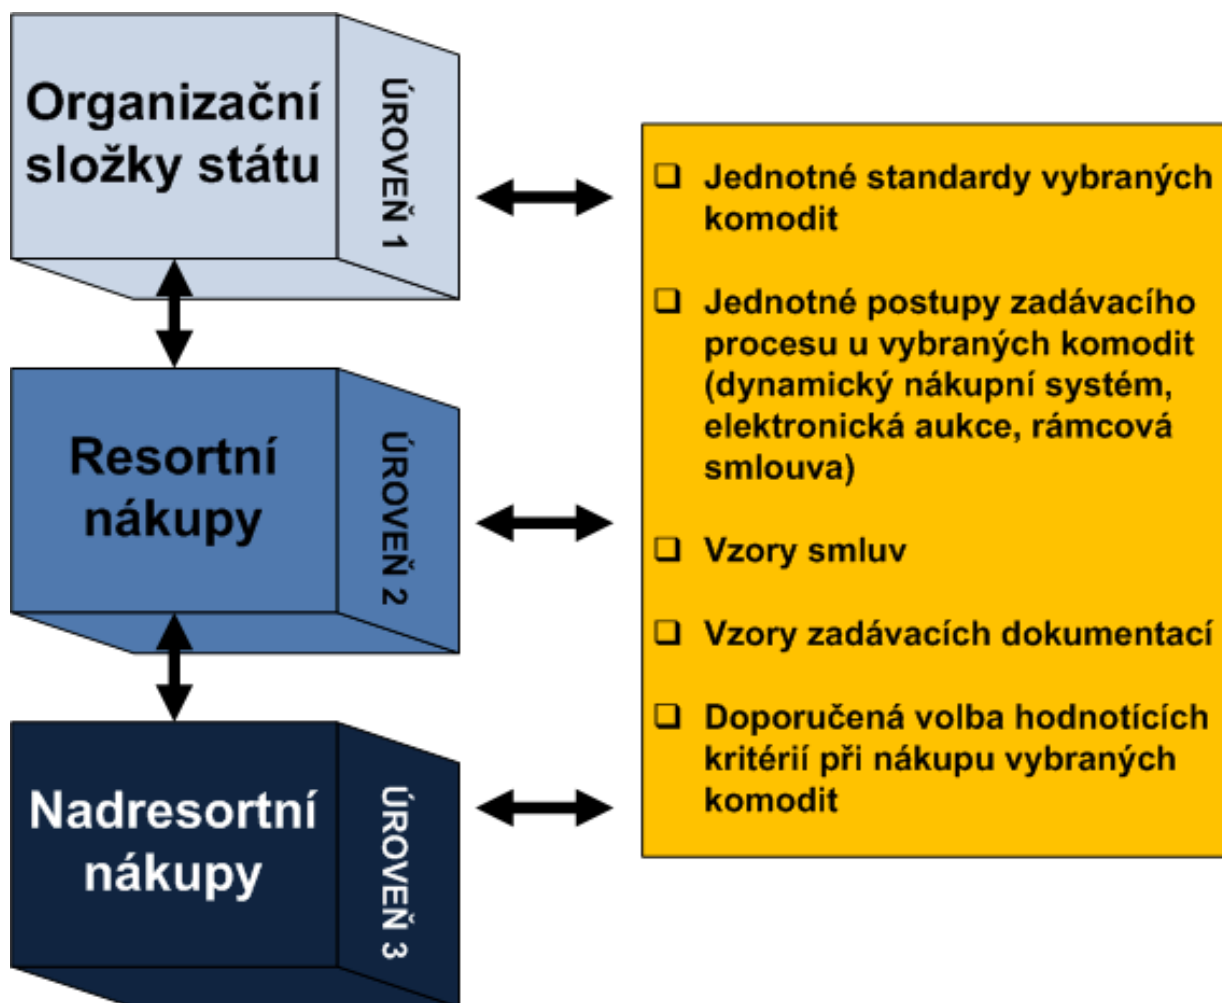 Organizační
složky státu
ÚROVEŇ 1
Resortní
nákupy
ÚROVEŇ 2
Nadresortní
nákupy
ÚROVEŇ 3
❑ Jednotné standardy vybraných
komodit
❑ Jednotné postupy zadávacího
procesu u vybraných komodit
(dynamický nákupní systém,
elektronická aukce, rámcová
smlouva)
❑ Vzory smluv
❑ Vzory zadávacích dokumentací
❑ Doporučená volba hodnotících
kritérií při nákupu vybraných
komodit